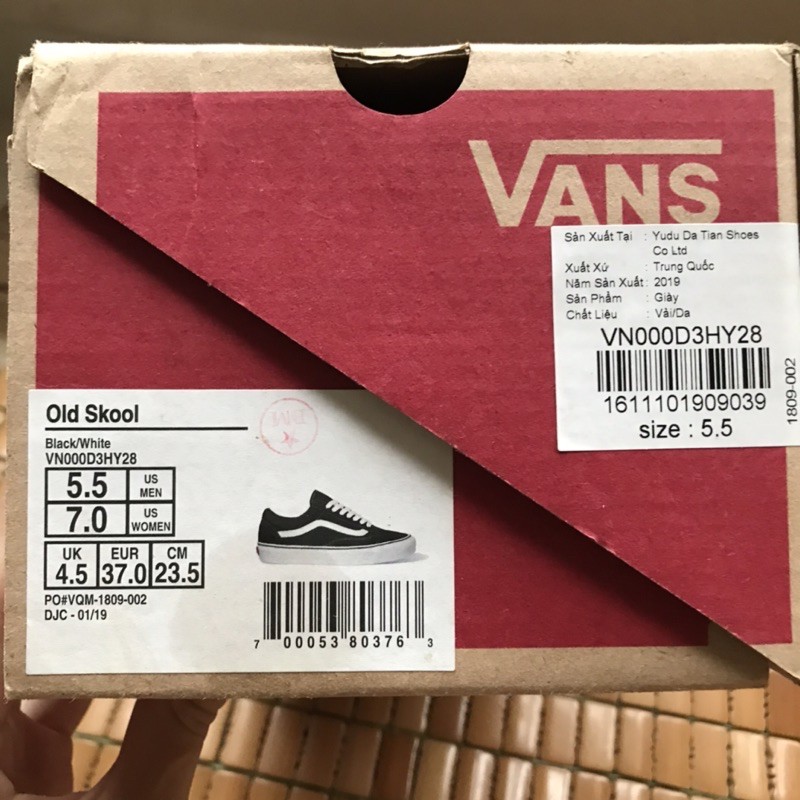 VANS
Sản Xuất Tại : Yudu Da Tian Shoes
Co Ltd
Xuất Xứ : Trung Quốc
Năm Sản Xuất : 2019
Sản Phẩm : Giày
Chất Liệu : Vải/Da
VN000D3HY28
1611101909039
size : 5.5
1809-002
Old Skool
Black/White
VN000D3HY28
5.5 US MEN
7.0 US WOMEN
UK EUR CM
4.5 37.0 23.5
PO#VQM-1809-002
DJC - 01/19
PM
7 00053 80376 3